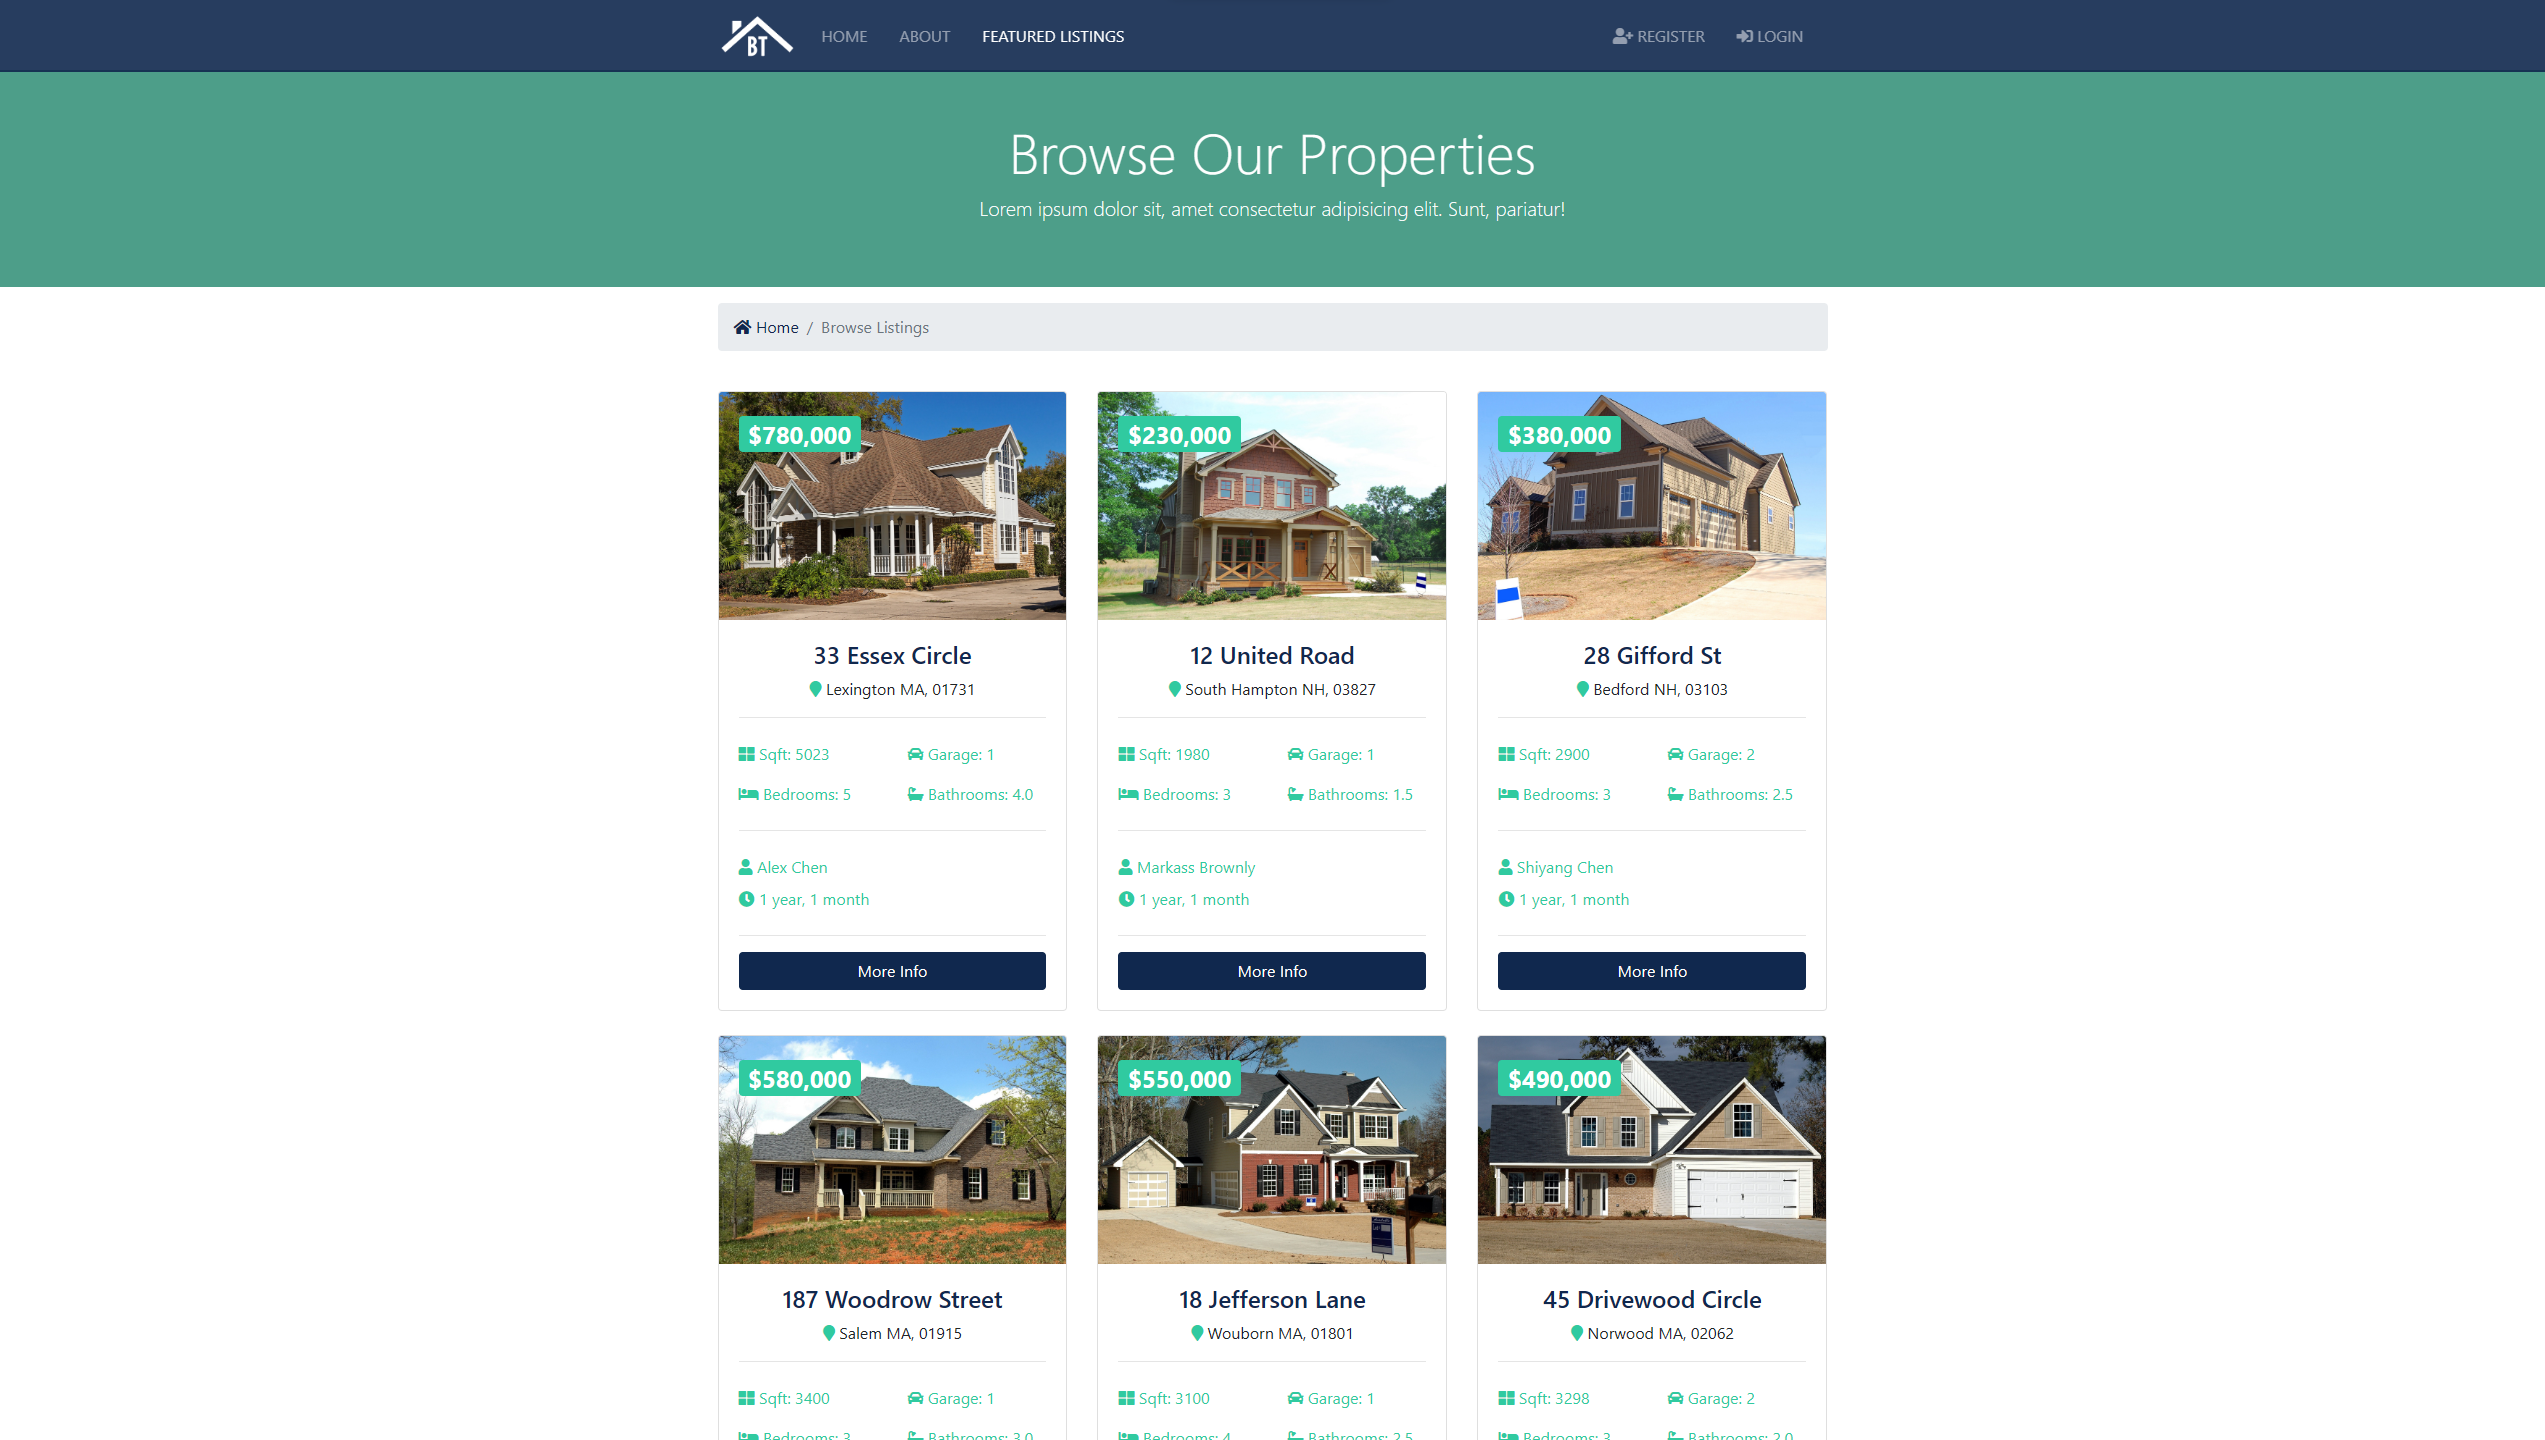 BT
HOME ABOUT FEATURED LISTINGS REGISTER LOGIN
Browse Our Properties
Lorem ipsum dolor sit, amet consectetur adipisicing elit. Sunt, pariatur!
Home / Browse Listings
$780,000
33 Essex Circle
Lexington MA, 01731
Sqft: 5023 Garage: 1
Bedrooms: 5 Bathrooms: 4.0
Alex Chen
1 year, 1 month
More Info
$230,000
12 United Road
South Hampton NH, 03827
Sqft: 1980 Garage: 1
Bedrooms: 3 Bathrooms: 1.5
Markass Brownly
1 year, 1 month
More Info
$380,000
28 Gifford St
Bedford NH, 03103
Sqft: 2900 Garage: 2
Bedrooms: 3 Bathrooms: 2.5
Shiyang Chen
1 year, 1 month
More Info
$580,000
187 Woodrow Street
Salem MA, 01915
Sqft: 3400 Garage: 1
Bedrooms: 3 Bathrooms: 3.0
$550,000
18 Jefferson Lane
Wouborn MA, 01801
Sqft: 3100 Garage: 1
Bedrooms: 4 Bathrooms: 2.5
$490,000
45 Drivewood Circle
Norwood MA, 02062
Sqft: 3298 Garage: 2
Bedrooms: 3 Bathrooms: 2.0